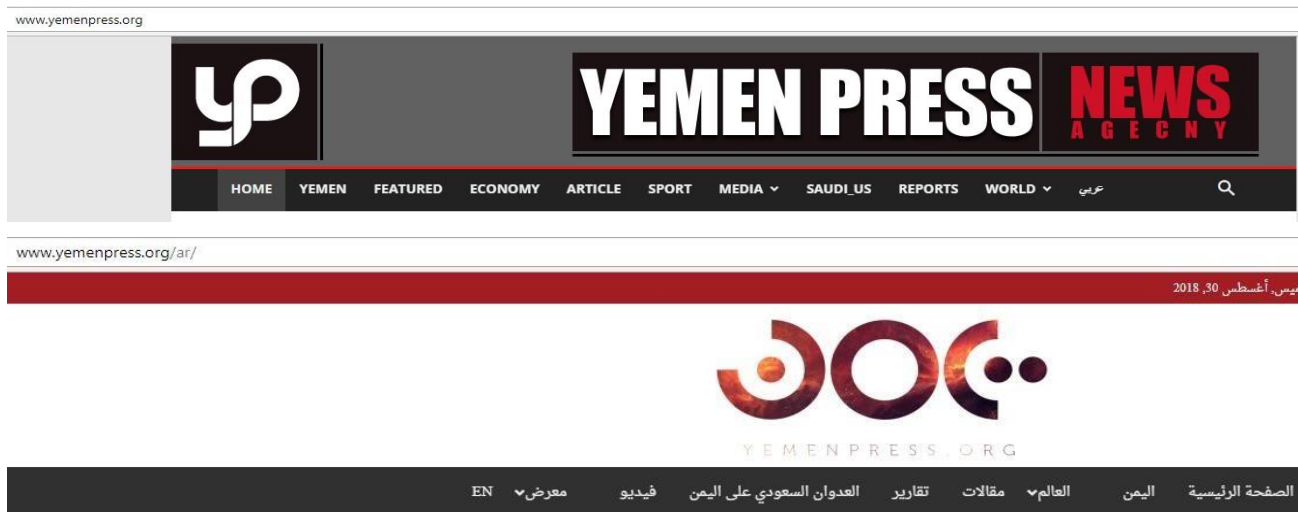 www.yemenpress.org
yp
YEMEN PRESS NEWS
AGECNY
HOME YEMEN FEATURED ECONOMY ARTICLE SPORT MEDIA SAUDI_US REPORTS WORLD عربي
www.yemenpress.org/ar/
أغسطس 30, 2018
يمن
YEMENPRESS.ORG
الصفحة الرئيسية اليمن العالم مقالات تقارير العدوان السعودي على اليمن فيديو معرض EN